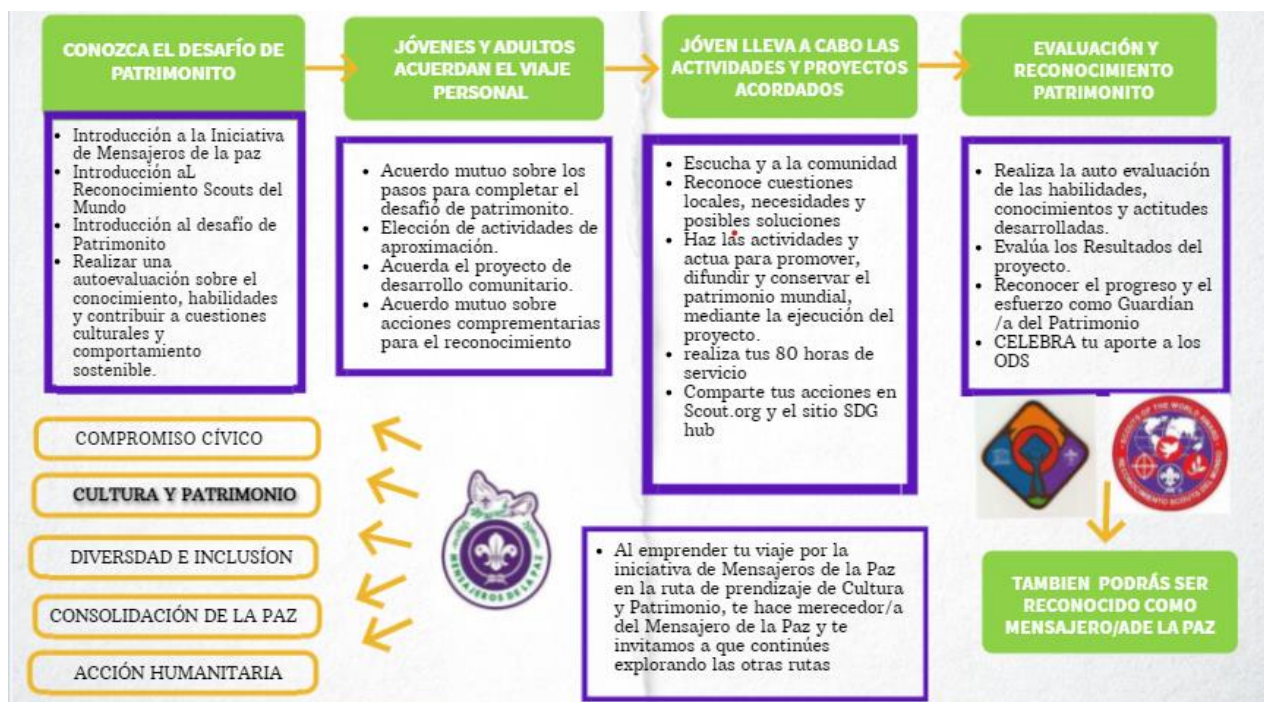 CONOZCA EL DESAFÍO DE
PATRIMONITO
• Introducción a la Iniciativa
de Mensajeros de la paz
• Introducción aL
Reconocimiento Scouts del
Mundo
• Introducción al desafío de
Patrimonito
• Realizar una
autoevaluación sobre el
conocimiento, habilidades
y contribuir a cuestiones
culturales y
comportamiento
sostenible.
JÓVENES Y ADULTOS
ACUERDAN EL VIAJE
PERSONAL
• Acuerdo mutuo sobre los
pasos para completar el
desafió de patrimonito.
• Elección de actividades de
aproximación.
• Acuerda el proyecto de
desarrollo comunitario.
• Acuerdo mutuo sobre
acciones comprementarias
para el reconocimiento
JÓVEN LLEVA A CABO LAS
ACTIVIDADES Y PROYECTOS
ACORDADOS
• Escucha y a la comunidad
• Reconoce cuestiones
locales, necesidades y
posibles soluciones
• Haz las actividades y
actua para promover,
difundir y conservar el
patrimonio mundial,
mediante la ejecución del
proyecto.
• realiza tus 80 horas de
servicio
• Comparte tus acciones en
Scout.org y el sitio SDG
hub
EVALUACIÓN Y
RECONOCIMIENTO
PATRIMONITO
• Realiza la auto evaluación
de las habilidades,
conocimientos y actitudes
desarrolladas.
• Evalúa los Resultados del
proyecto.
• Reconocer el progreso y el
esfuerzo como Guardían
/a del Patrimonio
• CELEBRA tu aporte a los
ODS
COMPROMISO CÍVICO
CULTURA Y PATRIMONIO
DIVERSDAD E INCLUSÍON
CONSOLIDACIÓN DE LA PAZ
ACCIÓN HUMANITARIA
MENSAJEROS DE LA PAZ
• Al emprender tu viaje por la
iniciativa de Mensajeros de la Paz
en la ruta de prendizaje de Cultura
y Patrimonio, te hace merecedor/a
del Mensajero de la Paz y te
invitamos a que continúes
explorando las otras rutas
SCOUTS OF THE WORLD AWARD
RECONOCIMIENTO SCOUTS DEL MUNDO
TAMBIEN PODRÁS SER
RECONOCIDO COMO
MENSAJERO/ADE LA PAZ